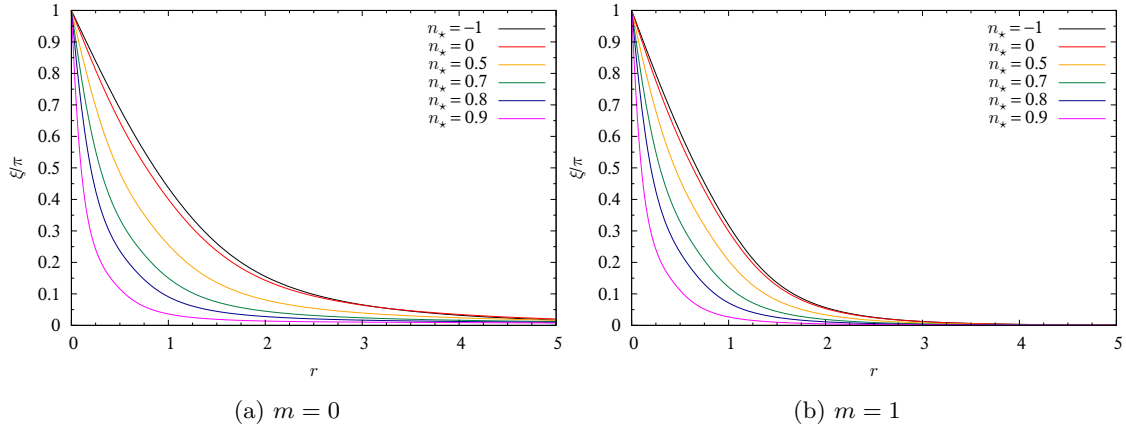 1
0.9
0.8
0.7
0.6
0.5
0.4
0.3
0.2
0.1
0
ξ/π
0 1 2 3 4 5
r
n⋆ = −1
n⋆ = 0
n⋆ = 0.5
n⋆ = 0.7
n⋆ = 0.8
n⋆ = 0.9
(a) m = 0
1
0.9
0.8
0.7
0.6
0.5
0.4
0.3
0.2
0.1
0
ξ/π
0 1 2 3 4 5
r
n⋆ = −1
n⋆ = 0
n⋆ = 0.5
n⋆ = 0.7
n⋆ = 0.8
n⋆ = 0.9
(b) m = 1